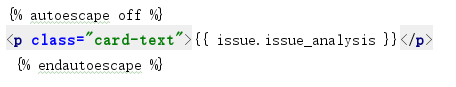 {% autoescape off %}
<p class="card-text">{{ issue.issue_analysis }}</p>
{% endautoescape %}